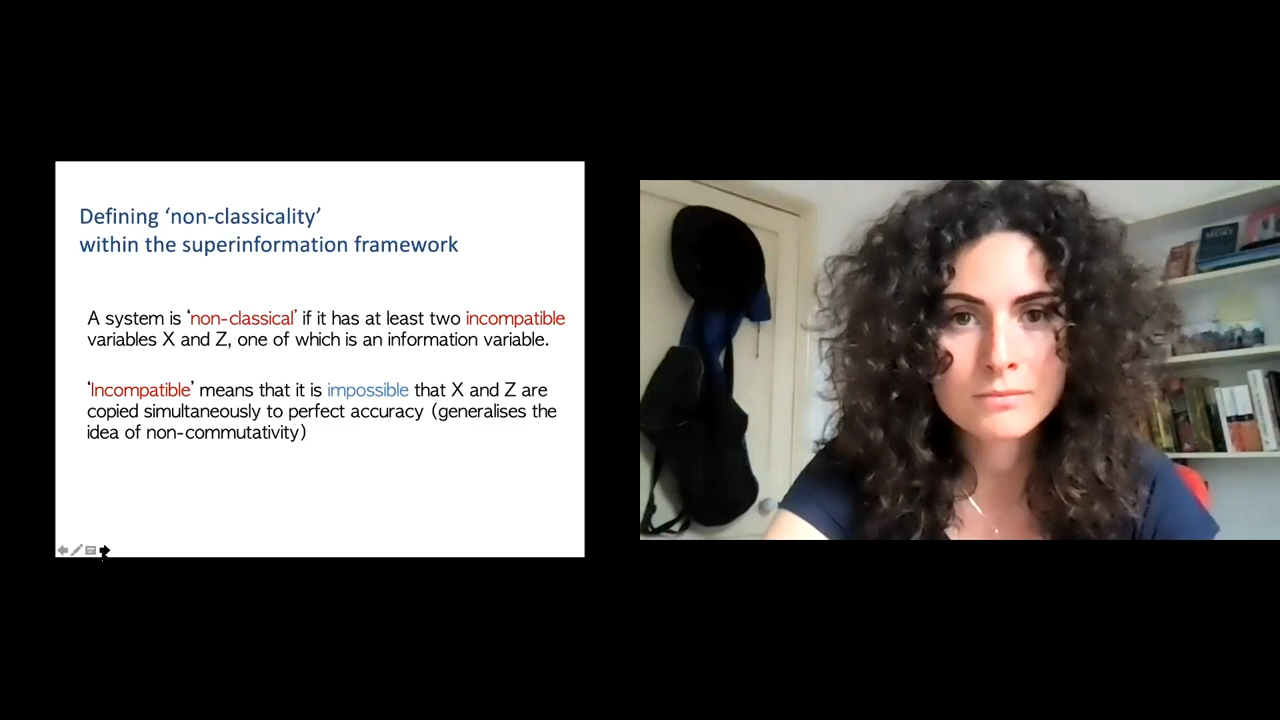 Defining ‘non-classicality’
within the superinformation framework
A system is ‘non-classical’ if it has at least two incompatible
variables X and Z, one of which is an information variable.
‘Incompatible’ means that it is impossible that X and Z are
copied simultaneously to perfect accuracy (generalises the
idea of non-commutativity)